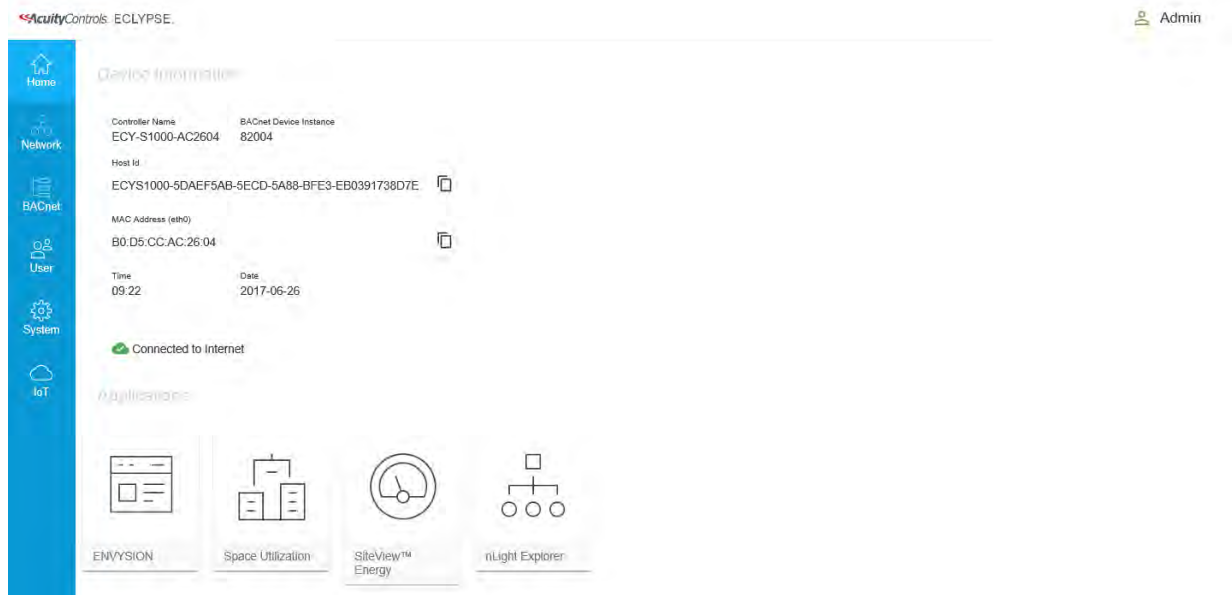 AcuityControls. ECLYPSE.
Admin
Home
Network
BACnet
User
System
IoT
Device Information
Controller Name BACnet Device Instance
ECY-S1000-AC2604 82004
Host Id
ECYS1000-5DAEF5AB-5ECD-5A88-BFE3-EB0391738D7E
MAC Address (eth0)
B0:D5:CC:AC:26:04
Time Date
09:22 2017-06-26
Connected to Internet
Applications
ENVYSION
Space Utilization
SiteView™
Energy
nLight Explorer